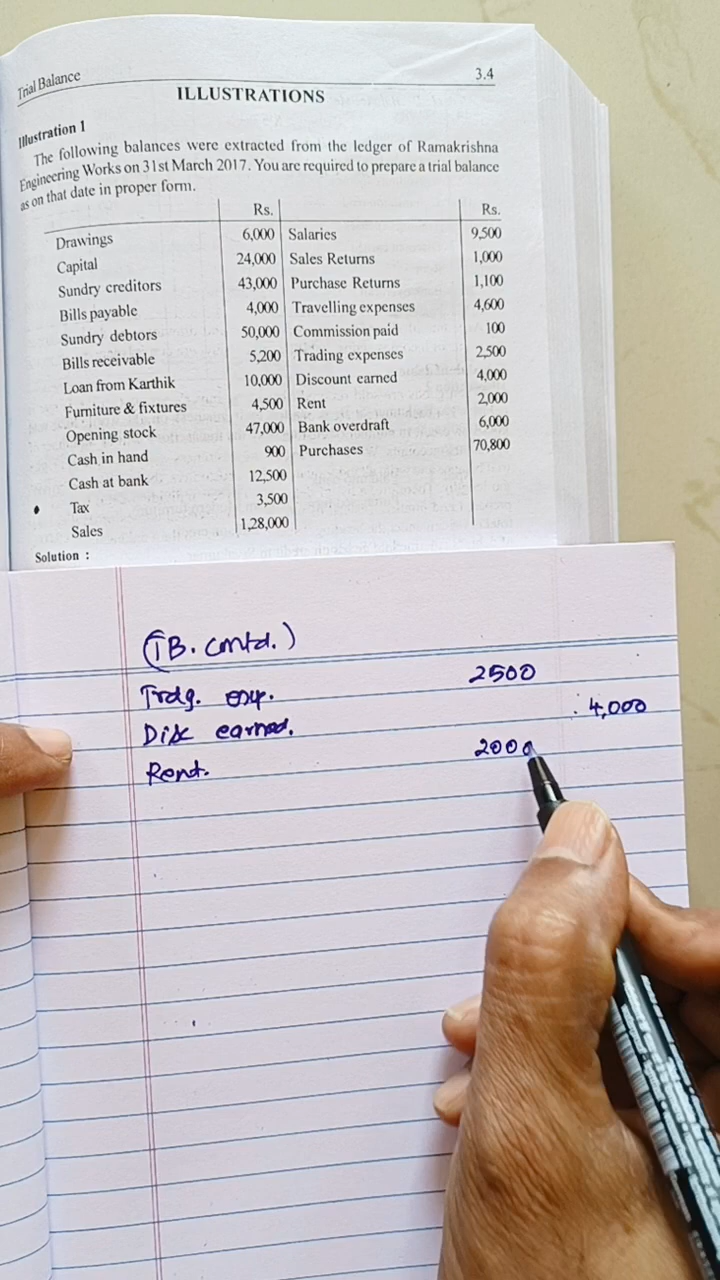 Trial Balance 3.4
ILLUSTRATIONS
Illustration 1
The following balances were extracted from the ledger of Ramakrishna
Engineering Works on 31st March 2017. You are required to prepare a trial balance
as on that date in proper form.
Rs. Rs.
Drawings 6,000 Salaries 9,500
Capital 24,000 Sales Returns 1,000
Sundry creditors 43,000 Purchase Returns 1,100
Bills payable 4,000 Travelling expenses 4,600
Sundry debtors 50,000 Commission paid 100
Bills receivable 5,200 Trading expenses 2,500
Loan from Karthik 10,000 Discount earned 4,000
Furniture & fixtures 4,500 Rent 2,000
Opening stock 47,000 Bank overdraft 6,000
Cash in hand 900 Purchases 70,800
Cash at bank 12,500
Tax 3,500
Sales 1,28,000
Solution :
(TB. contd.)
Trdg. exp. 2500
Dis earned. 4,000
Rent. 2000